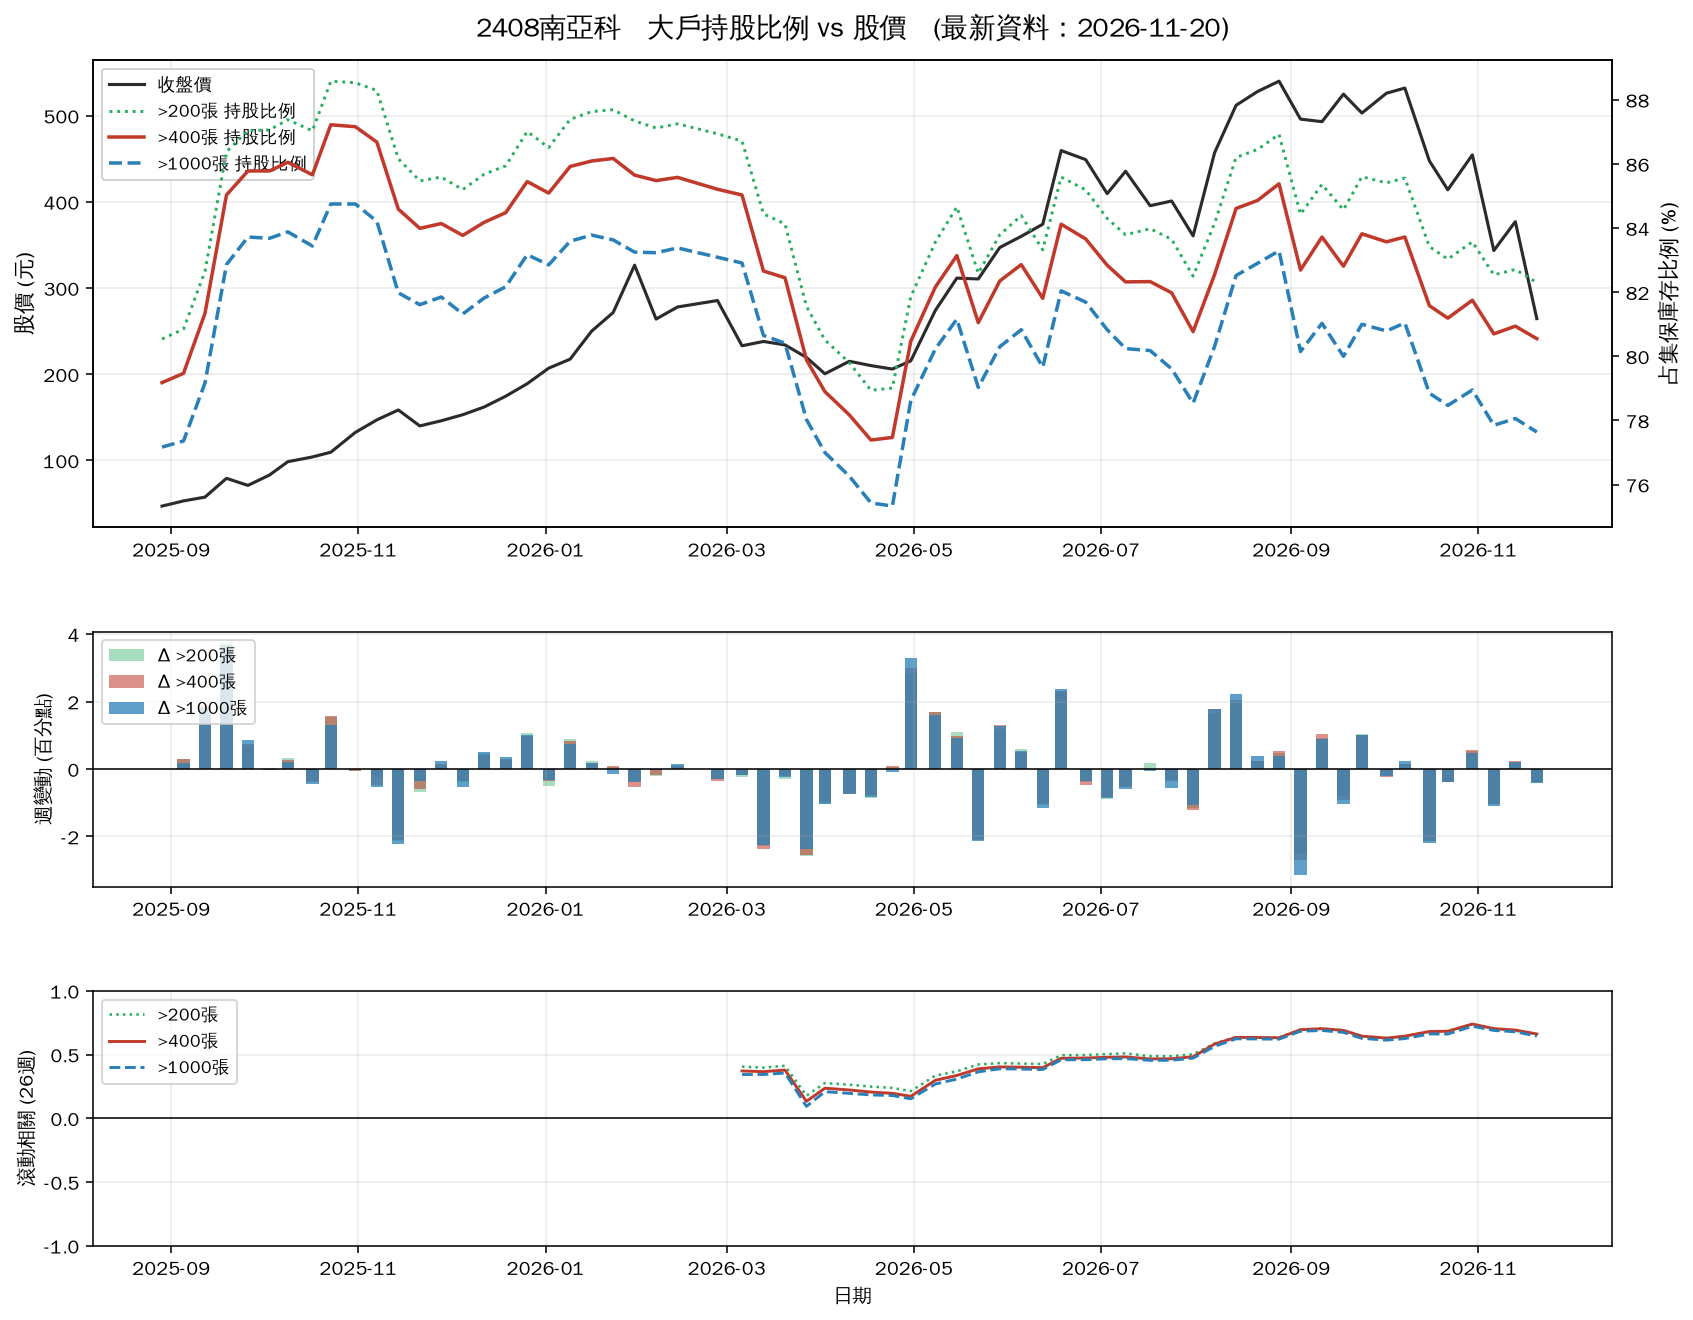 2408南亞科　大戶持股比例 vs 股價　(最新資料：2026-11-20)
收盤價
>200張 持股比例
>400張 持股比例
>1000張 持股比例
股價 (元)
500
400
300
200
100
占集保庫存比例 (%)
88
86
84
82
80
78
76
2025-09 2025-11 2026-01 2026-03 2026-05 2026-07 2026-09 2026-11
Δ >200張
Δ >400張
Δ >1000張
週變動 (百分點)
4
2
0
-2
2025-09 2025-11 2026-01 2026-03 2026-05 2026-07 2026-09 2026-11
>200張
>400張
>1000張
滾動相關 (26週)
1.0
0.5
0.0
-0.5
-1.0
2025-09 2025-11 2026-01 2026-03 2026-05 2026-07 2026-09 2026-11
日期